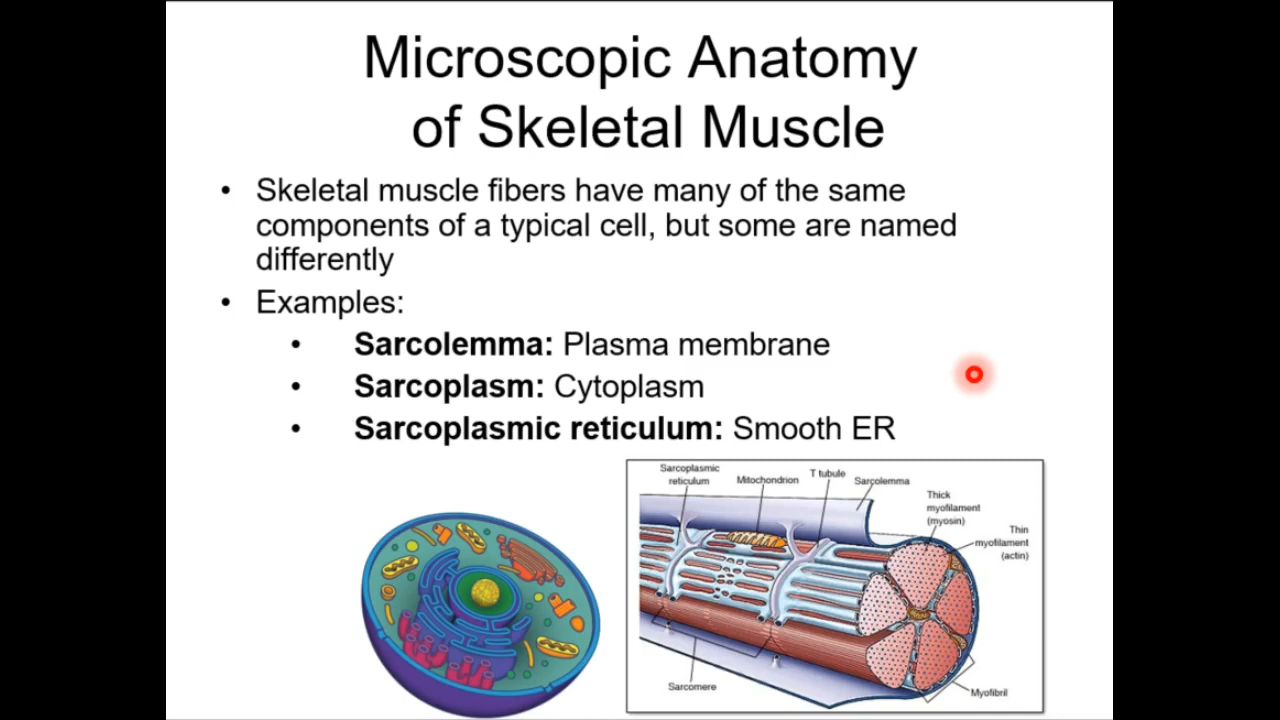 Microscopic Anatomy
of Skeletal Muscle
• Skeletal muscle fibers have many of the same
components of a typical cell, but some are named
differently
• Examples:
• Sarcolemma: Plasma membrane
• Sarcoplasm: Cytoplasm
• Sarcoplasmic reticulum: Smooth ER
Sarcoplasmic
reticulum
Mitochondrion
T tubule
Sarcolemma
Thick
myofilament
(myosin)
Thin
myofilament
(actin)
Sarcomere
Myofibril